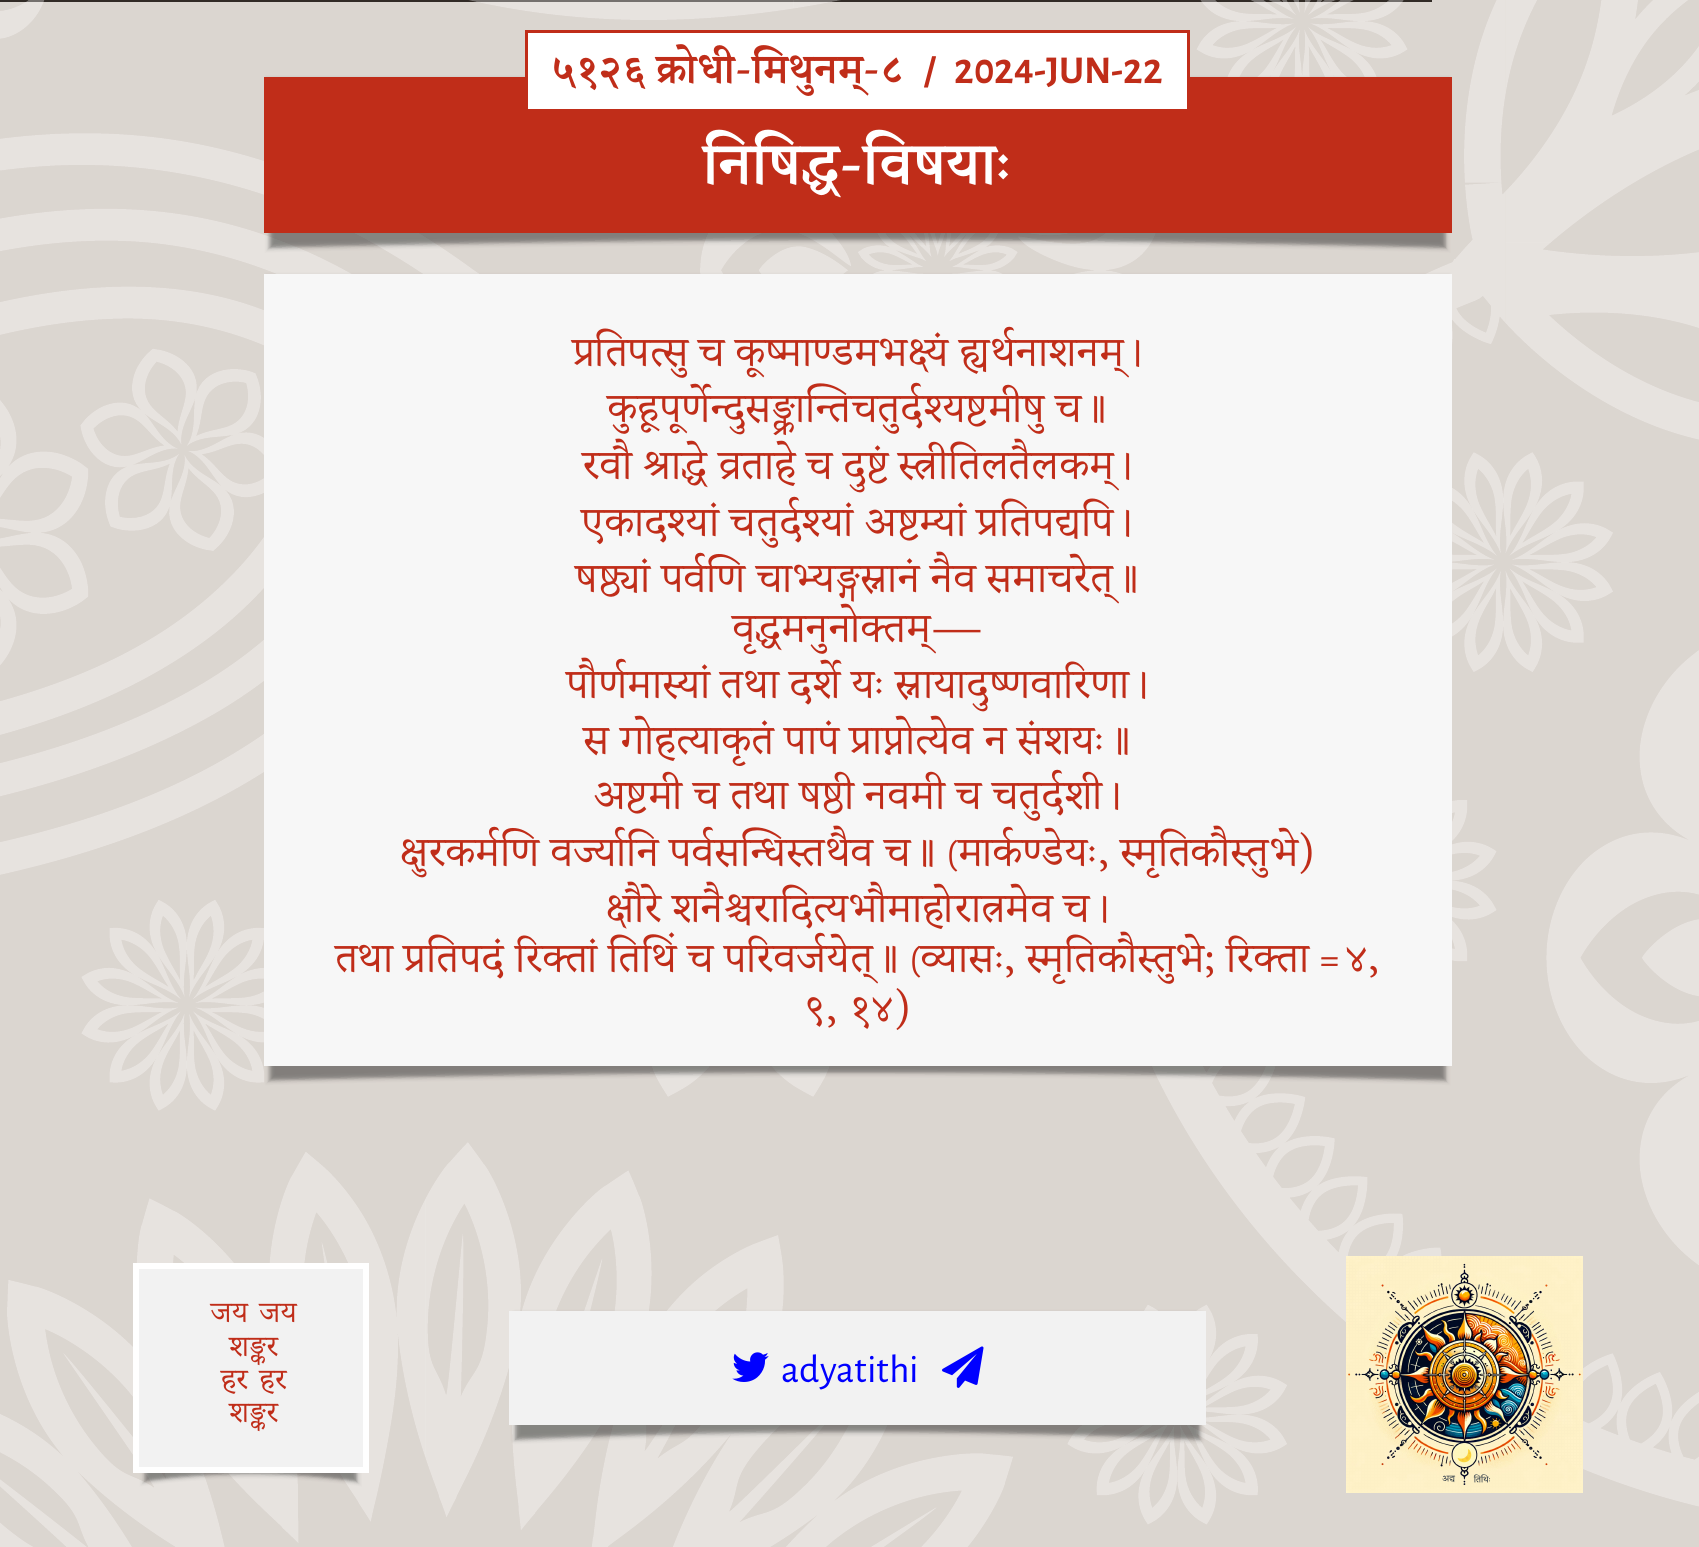 ५१२६ क्रोधी-मिथुनम्-८ / 2024-JUN-22
निषिद्ध-विषयाः
प्रतिपत्सु च कूष्माण्डमभक्ष्यं ह्यर्थनाशनम्।
कुहूपूर्णेन्दुसङ्क्रान्तिचतुर्दश्यष्टमीषु च॥
रवौ श्राद्धे व्रताहे च दुष्टं स्त्रीतिलतैलकम्।
एकादश्यां चतुर्दश्यां अष्टम्यां प्रतिपद्यपि।
षष्ठ्यां पर्वणि चाभ्यङ्गस्नानं नैव समाचरेत्॥
वृद्धमनुनोक्तम्—
पौर्णमास्यां तथा दर्शे यः स्नायादुष्णवारिणा।
स गोहत्याकृतं पापं प्राप्नोत्येव न संशयः॥
अष्टमी च तथा षष्ठी नवमी च चतुर्दशी।
क्षुरकर्मणि वर्ज्यानि पर्वसन्धिस्तथैव च॥ (मार्कण्डेयः, स्मृतिकौस्तुभे)
क्षौरे शनैश्चरादित्यभौमाहोरात्रमेव च।
तथा प्रतिपदं रिक्तां तिथिं च परिवर्जयेत्॥ (व्यासः, स्मृतिकौस्तुभे; रिक्ता = ४,
९, १४)
जय जय
शङ्कर
हर हर
शङ्कर
adyatithi
अद्य तिथिः